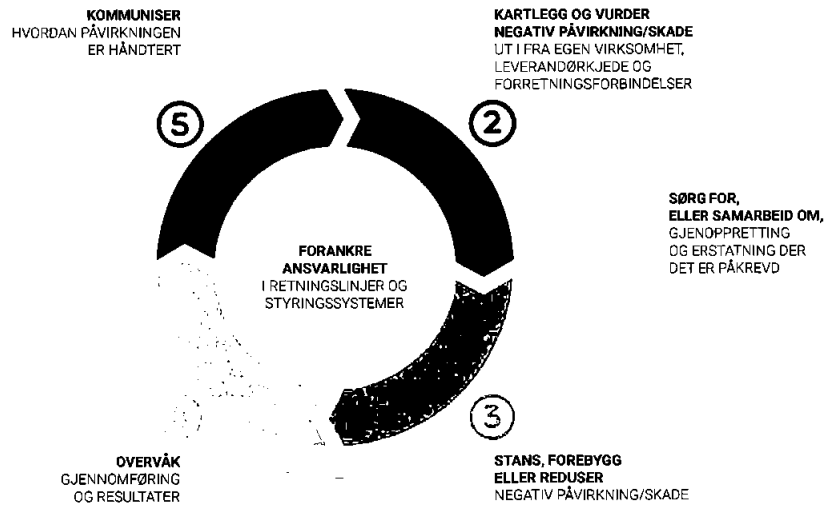 KOMMUNISER
HVORDAN PÅVIRKNINGEN
ER HÅNDTERT
5
KARTLEGG OG VURDER
NEGATIV PÅVIRKNING/SKADE
UT I FRA EGEN VIRKSOMHET,
LEVERANDØRKJEDE OG
FORRETNINGSFORBINDELSER
2
SØRG FOR,
ELLER SAMARBEID OM,
GJENOPPRETTING
OG ERSTATNING DER
DET ER PÅKREVD
FORANKRE
ANSVARLIGHET
I RETNINGSLINJER OG
STYRINGSSYSTEMER
3
OVERVÅK
GJENNOMFØRING
OG RESULTATER
STANS, FOREBYGG
ELLER REDUSER
NEGATIV PÅVIRKNING/SKADE